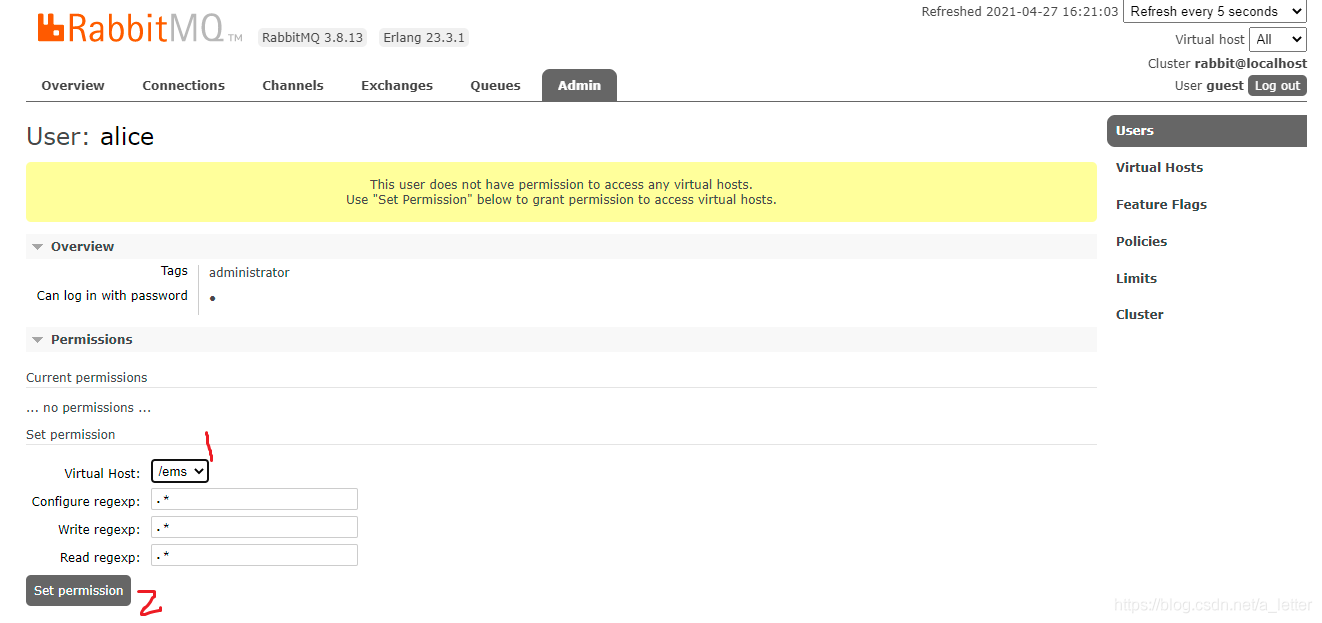 RabbitMQ TM
RabbitMQ 3.8.13 Erlang 23.3.1
Refreshed 2021-04-27 16:21:03 Refresh every 5 seconds
Virtual host All
Cluster rabbit@localhost
User guest Log out
Overview Connections Channels Exchanges Queues Admin
User: alice
This user does not have permission to access any virtual hosts.
Use "Set Permission" below to grant permission to access virtual hosts.
Overview
Tags administrator
Can log in with password •
Permissions
Current permissions
... no permissions ...
Set permission
1
Virtual Host: /ems
Configure regexp: .*
Write regexp: .*
Read regexp: .*
Set permission 2
Users
Virtual Hosts
Feature Flags
Policies
Limits
Cluster
https://blog.csdn.net/a_letter